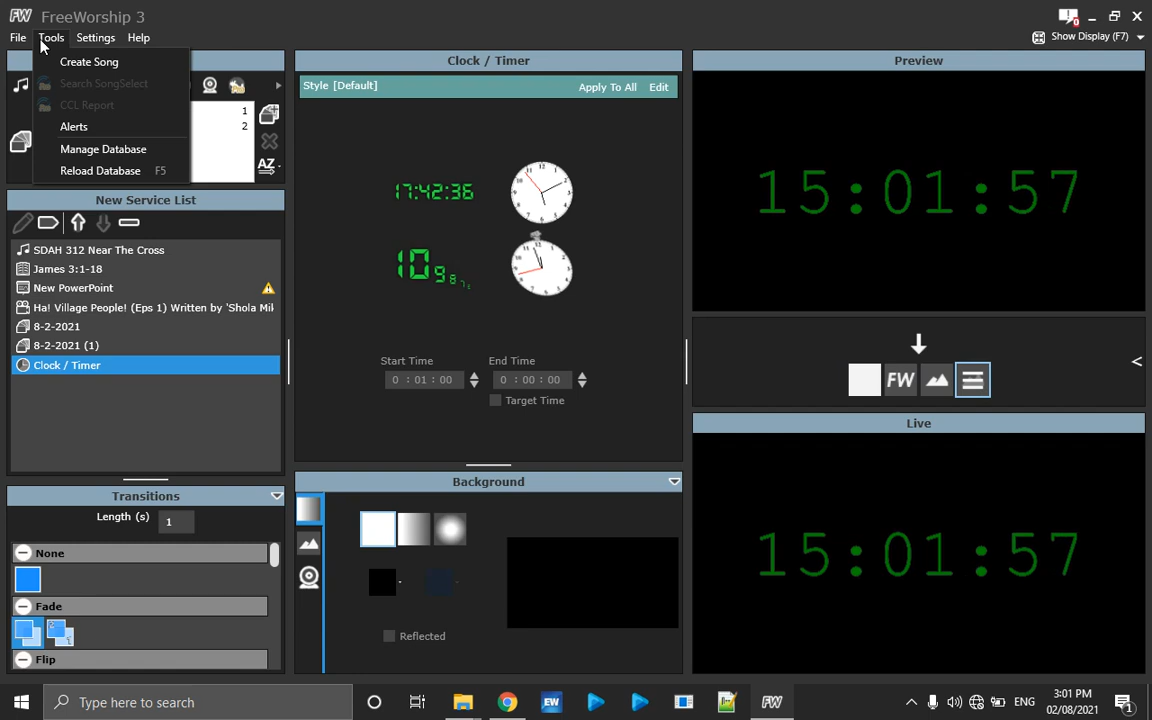 FW FreeWorship 3
File Tools Settings Help
Show Display (F7)
Create Song
Search SongSelect
CCL Report
Alerts
Manage Database
Reload Database F5
1
2
AZ
New Service List
SDAH 312 Near The Cross
James 3:1-18
New PowerPoint
Ha! Village People! (Eps 1) Written by 'Shola Mik
8-2-2021
8-2-2021 (1)
Clock / Timer
Transitions
Length (s) 1
None
Fade
Flip
Clock / Timer
Style [Default] Apply To All Edit
17:42:36
10987
Start Time End Time
0 : 01 : 00 0 : 00 : 00
Target Time
Background
Reflected
Preview
15:01:57
FW
<
Live
15:01:57
Type here to search
EW
FW
ENG
3:01 PM
02/08/2021
1